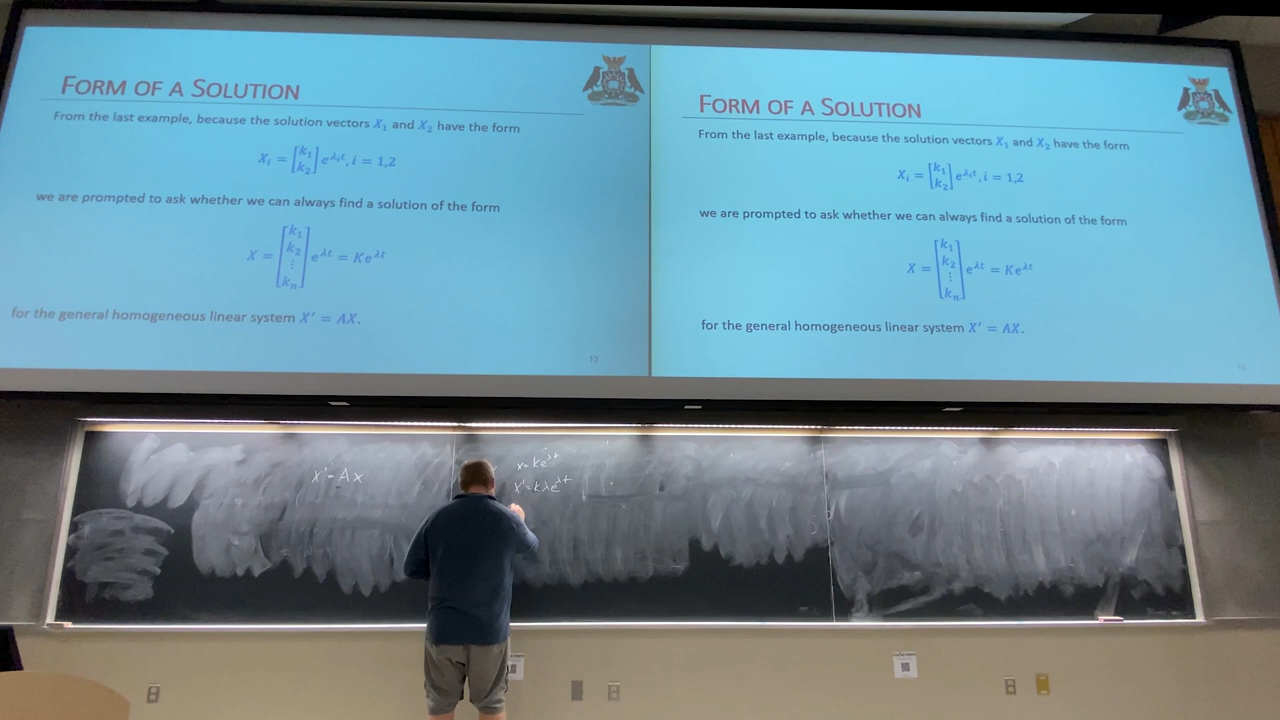 FORM OF A SOLUTION
From the last example, because the solution vectors X₁ and X₂ have the form
Xᵢ = [k₁ k₂] e^{λᵢt}, i = 1,2
we are prompted to ask whether we can always find a solution of the form
X = [k₁ k₂ ⋮ kₙ] e^{λt} = Ke^{λt}
for the general homogeneous linear system X′ = AX.
13
FORM OF A SOLUTION
From the last example, because the solution vectors X₁ and X₂ have the form
Xᵢ = [k₁ k₂] e^{λᵢt}, i = 1,2
we are prompted to ask whether we can always find a solution of the form
X = [k₁ k₂ ⋮ kₙ] e^{λt} = Ke^{λt}
for the general homogeneous linear system X′ = AX.
X' = Ax
x = Ke^{λt}
X' = Kλe^{λt}